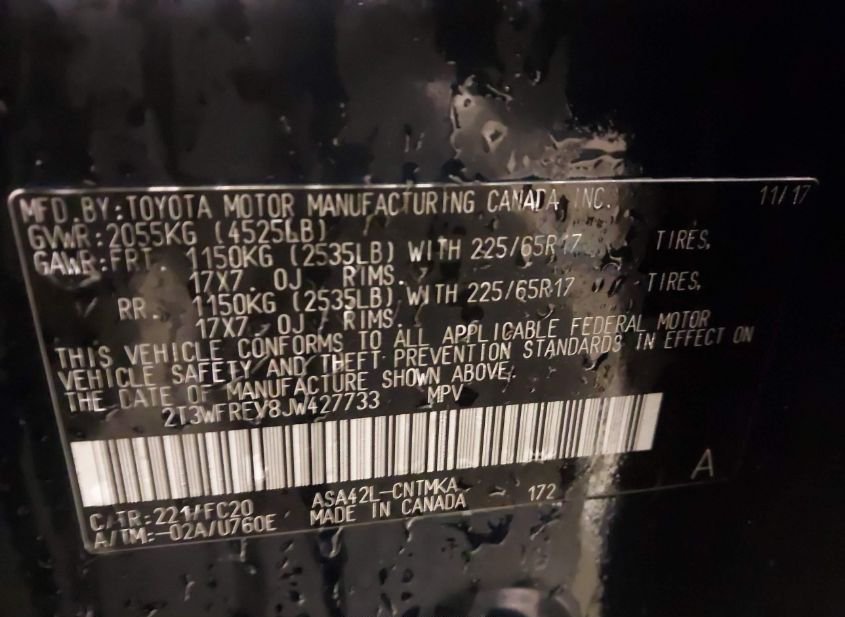 MFD.BY:TOYOTA MOTOR MANUFACTURING CANADA, INC. 11/17
GVWR:2055KG (4525LB)
GAWR:FRT. 1150KG (2535LB) WITH 225/65R17 TIRES,
17X7.0J RIMS.
RR. 1150KG (2535LB) WITH 225/65R17 TIRES,
17X7.0J RIMS.
THIS VEHICLE CONFORMS TO ALL APPLICABLE FEDERAL MOTOR
VEHICLE SAFETY AND THEFT PREVENTION STANDARDS IN EFFECT ON
THE DATE OF MANUFACTURE SHOWN ABOVE.
2T3WFREV8JW427733 MPV
A
C/TR:221/FC20 ASA42L-CNTMKA 172
A/TM:-02A/U760E MADE IN CANADA